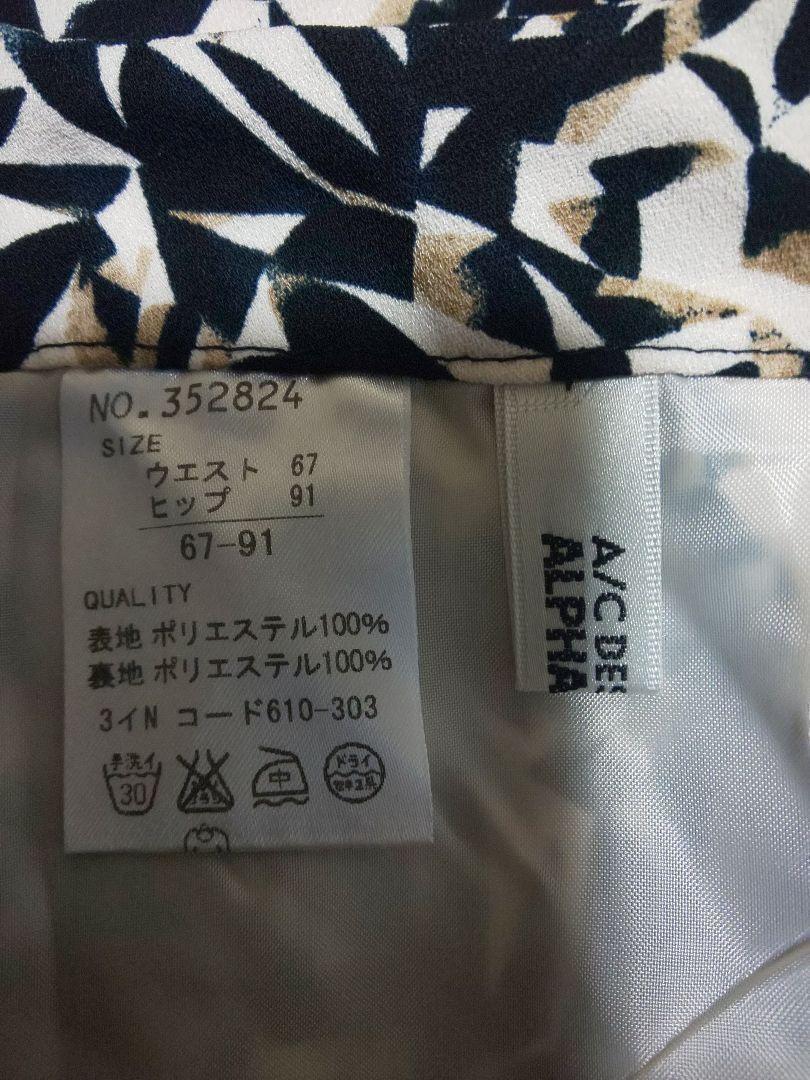 NO.352824
SIZE
ウエスト 67
ヒップ 91
67-91
QUALITY
表地 ポリエステル100%
裏地 ポリエステル100%
3イN コード610-303
手洗イ
30
中
ドライ
A/C DES
ALPHA